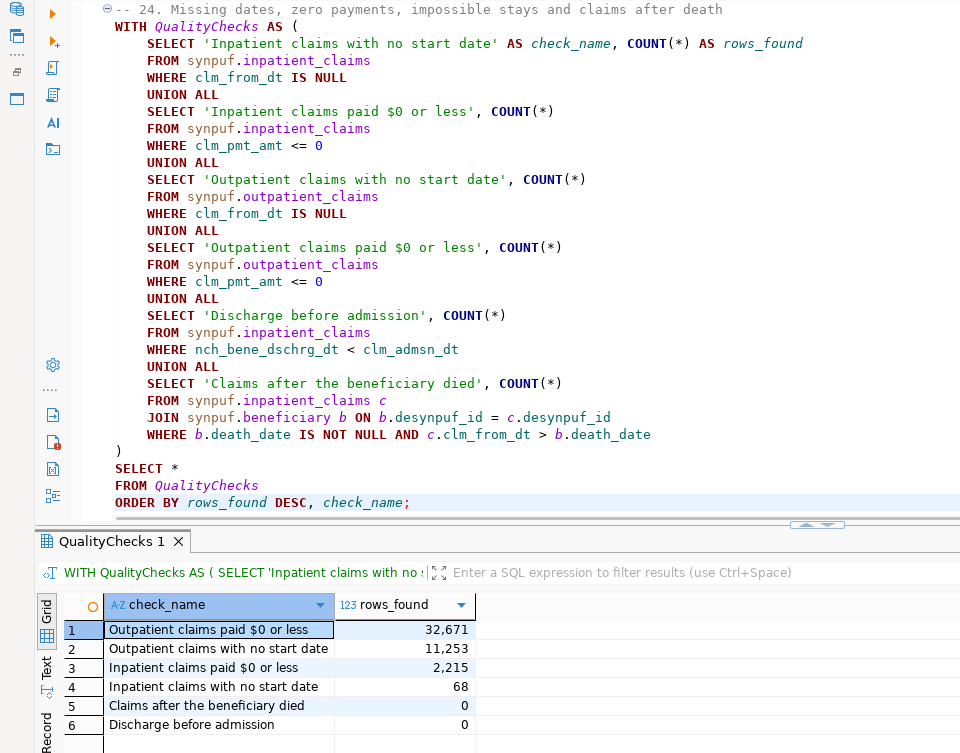 -- 24. Missing dates, zero payments, impossible stays and claims after death
WITH QualityChecks AS (
SELECT 'Inpatient claims with no start date' AS check_name, COUNT(*) AS rows_found
FROM synpuf.inpatient_claims
WHERE clm_from_dt IS NULL
UNION ALL
SELECT 'Inpatient claims paid $0 or less', COUNT(*)
FROM synpuf.inpatient_claims
WHERE clm_pmt_amt <= 0
UNION ALL
SELECT 'Outpatient claims with no start date', COUNT(*)
FROM synpuf.outpatient_claims
WHERE clm_from_dt IS NULL
UNION ALL
SELECT 'Outpatient claims paid $0 or less', COUNT(*)
FROM synpuf.outpatient_claims
WHERE clm_pmt_amt <= 0
UNION ALL
SELECT 'Discharge before admission', COUNT(*)
FROM synpuf.inpatient_claims
WHERE nch_bene_dschrg_dt < clm_admsn_dt
UNION ALL
SELECT 'Claims after the beneficiary died', COUNT(*)
FROM synpuf.inpatient_claims c
JOIN synpuf.beneficiary b ON b.desynpuf_id = c.desynpuf_id
WHERE b.death_date IS NOT NULL AND c.clm_from_dt > b.death_date
)
SELECT *
FROM QualityChecks
ORDER BY rows_found DESC, check_name;
AI
QualityChecks 1
WITH QualityChecks AS ( SELECT 'Inpatient claims with no s
Enter a SQL expression to filter results (use Ctrl+Space)
Grid
Text
Record
A-Z check_name 123 rows_found
1 Outpatient claims paid $0 or less 32,671
2 Outpatient claims with no start date 11,253
3 Inpatient claims paid $0 or less 2,215
4 Inpatient claims with no start date 68
5 Claims after the beneficiary died 0
6 Discharge before admission 0